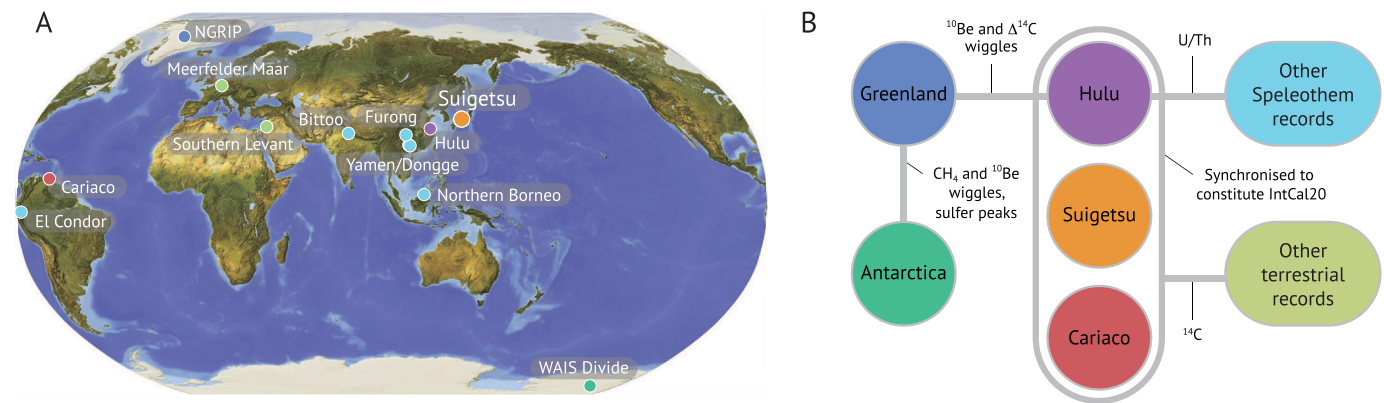 A
NGRIP
Meerfelder Maar
Suigetsu
Bittoo
Furong
Southern Levant
Hulu
Yamen/Dongge
Cariaco
Northern Borneo
El Condor
WAIS Divide
B
¹⁰Be and Δ¹⁴C
wiggles
U/Th
Greenland
Hulu
Other
Speleothem
records
CH₄ and ¹⁰Be
wiggles,
sulfer peaks
Synchronised to
constitute IntCal20
Suigetsu
Antarctica
Other
terrestrial
records
¹⁴C
Cariaco